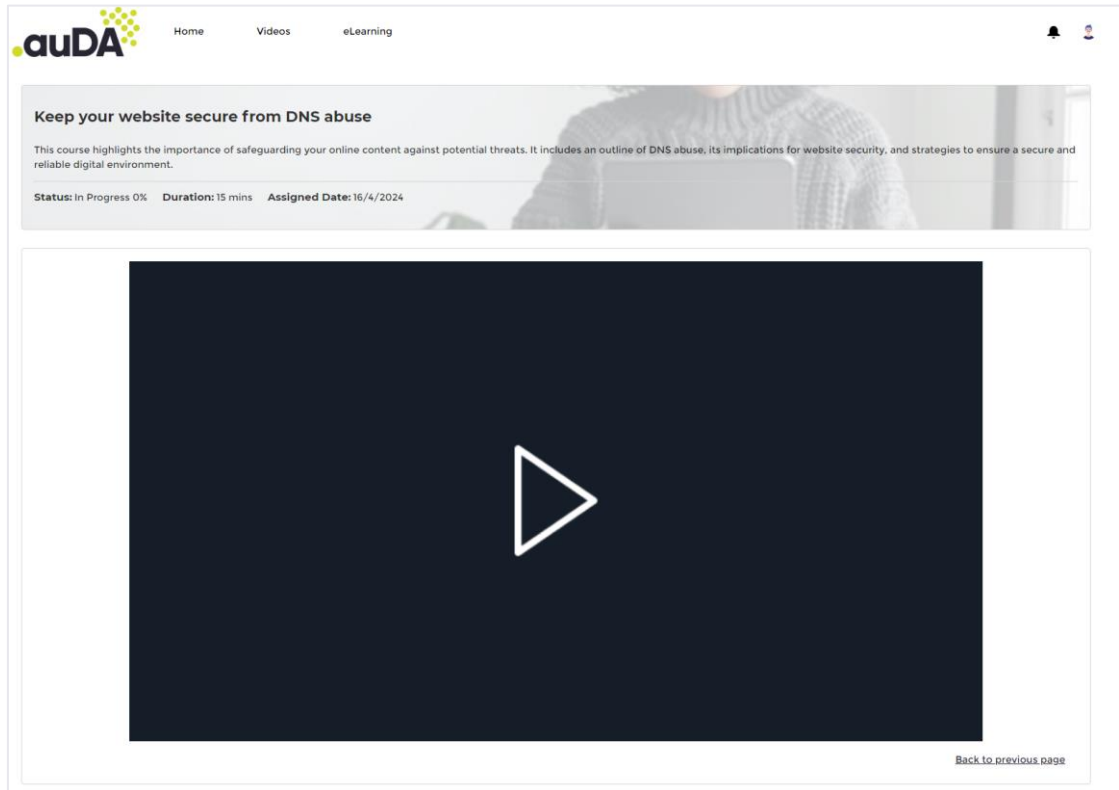 .auDA
Home Videos eLearning
Keep your website secure from DNS abuse
This course highlights the importance of safeguarding your online content against potential threats. It includes an outline of DNS abuse, its implications for website security, and strategies to ensure a secure and
reliable digital environment.
Status: In Progress 0% Duration: 15 mins Assigned Date: 16/4/2024
Back to previous page